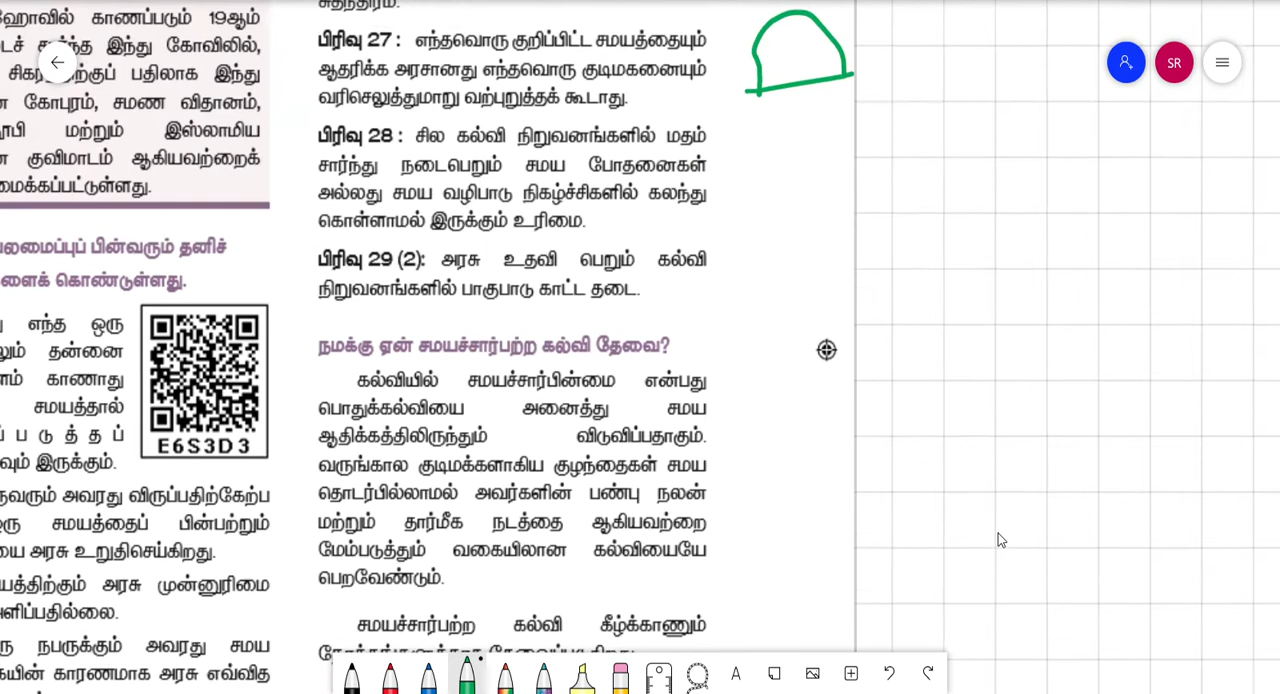 ஹோவில் காணப்படும் 19ஆம்
இந்து கோவிலில்,
பதிலாக இந்து
கோபுரம், சமண விதானம்,
மற்றும் இஸ்லாமிய
குவிமாடம் ஆகியவற்றைக்
பின்வரும் தனிச்
எந்த ஒரு
தன்னை
காணாது
சமயத்தால்
இருக்கும்.
அவரது விருப்பதிற்கேற்ப
சமயத்தைப் பின்பற்றும்
அரசு உறுதிசெய்கிறது.
அரசு முன்னுரிமை
நபருக்கும் அவரது சமய
காரணமாக அரசு எவ்வித
E6S3D3
பிரிவு 27 : எந்தவொரு குறிப்பிட்ட சமயத்தையும்
ஆதரிக்க அரசானது எந்தவொரு குடிமகனையும்
வரிசெலுத்துமாறு வற்புறுத்தக் கூடாது.
பிரிவு 28 : சில கல்வி நிறுவனங்களில் மதம்
சார்ந்து நடைபெறும் சமய போதனைகள்
அல்லது சமய வழிபாடு நிகழ்ச்சிகளில் கலந்து
கொள்ளாமல் இருக்கும் உரிமை.
பிரிவு 29 (2): அரசு உதவி பெறும் கல்வி
நிறுவனங்களில் பாகுபாடு காட்ட தடை.
நமக்கு ஏன் சமயச்சார்பற்ற கல்வி தேவை?
கல்வியில் சமயச்சார்பின்மை என்பது
பொதுக்கல்வியை அனைத்து சமய
ஆதிக்கத்திலிருந்தும் விடுவிப்பதாகும்.
வருங்கால குடிமக்களாகிய குழந்தைகள் சமய
தொடர்பில்லாமல் அவர்களின் பண்பு நலன்
மற்றும் தார்மீக நடத்தை ஆகியவற்றை
மேம்படுத்தும் வகையிலான கல்வியையே
பெறவேண்டும்.
சமயச்சார்பற்ற கல்வி கீழ்க்காணும்
SR